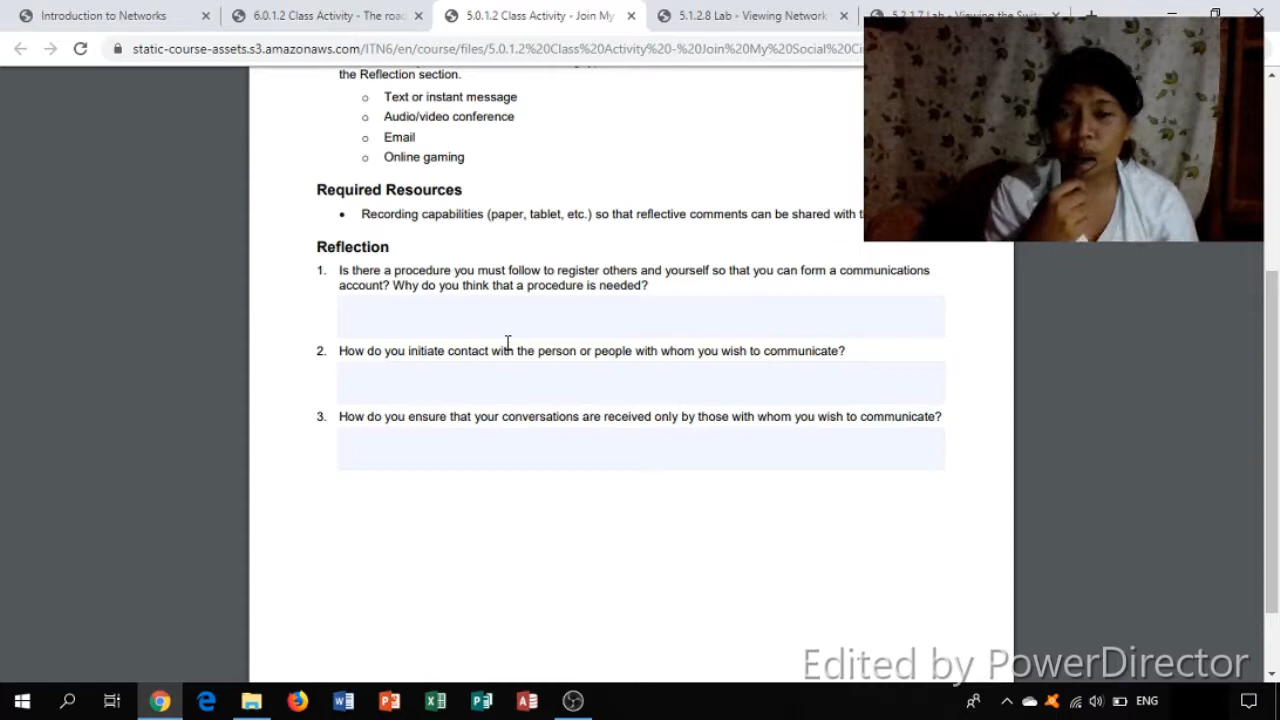 Introduction to Networks
6.0.1.2 Class Activity - The road
5.0.1.2 Class Activity - Join My
5.1.2.8 Lab - Viewing Network
static-course-assets.s3.amazonaws.com/ITN6/en/course/files/5.0.1.2%20Class%20Activity%20-%20Join%20My%20Social%20Ci
the Reflection section.
o Text or instant message
o Audio/video conference
o Email
o Online gaming
Required Resources
• Recording capabilities (paper, tablet, etc.) so that reflective comments can be shared with
Reflection
1. Is there a procedure you must follow to register others and yourself so that you can form a communications
account? Why do you think that a procedure is needed?
2. How do you initiate contact with the person or people with whom you wish to communicate?
3. How do you ensure that your conversations are received only by those with whom you wish to communicate?
Edited by PowerDirector
ENG